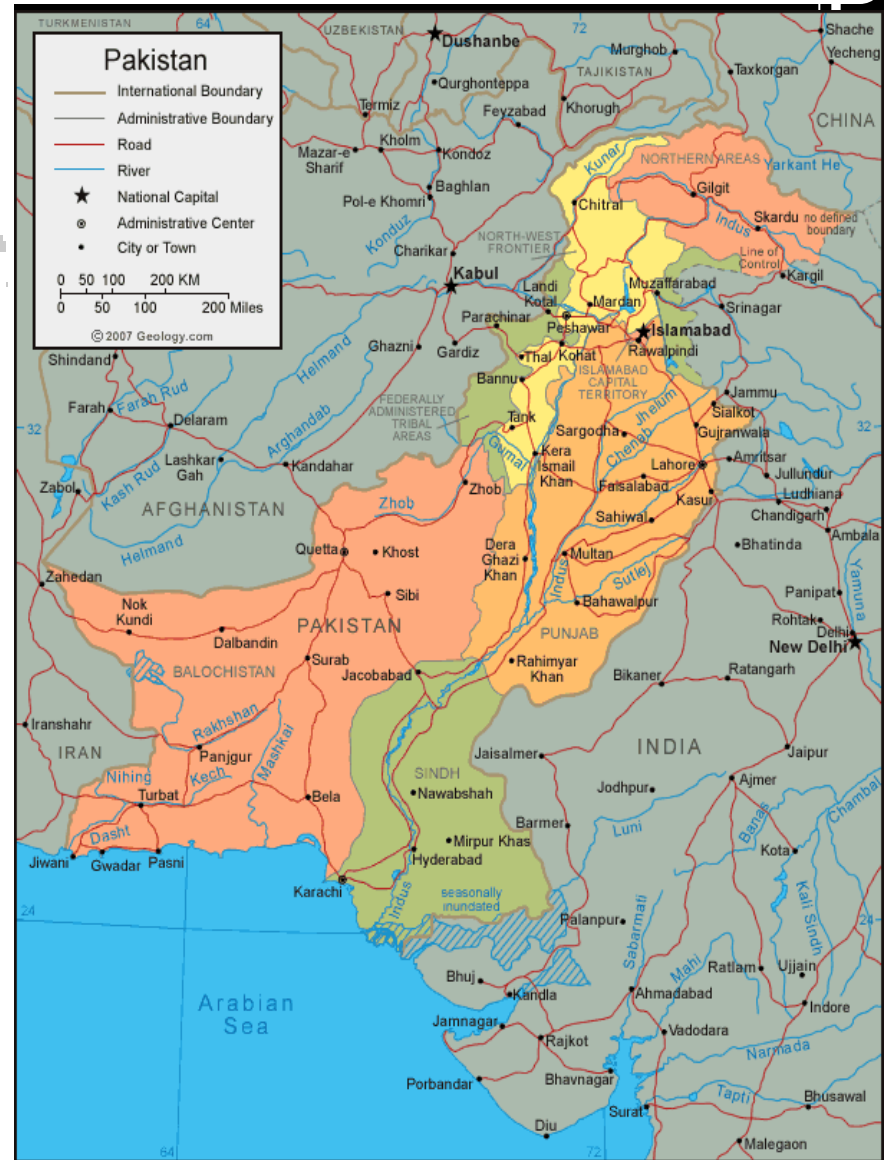 TURKMENISTAN
64
UZBEKISTAN
72
Dushanbe
Shache
Murghob
Yecheng
Pakistan
International Boundary
Administrative Boundary
Road
River
National Capital
Administrative Center
City or Town
0 50 100 200 KM
0 50 100 200 Miles
© 2007 Geology.com
Qurghonteppa
TAJIKISTAN
Taxkorgan
Termiz
Feyzabad
Khorugh
CHINA
Kholm
Mazar-e
Sharif
Kondoz
Kunar
NORTHERN AREAS
Yarkant He
Baghlan
Pol-e Khomri
Gilgit
Chitral
Konduz
Skardu
no defined
boundary
Indus
NORTH-WEST
FRONTIER
Charikar
Line of
Control
Kabul
Kargil
Landi
Kotal
Muzaffarabad
Mardan
Srinagar
Parachinar
Peshawar
Islamabad
Rawalpindi
Ghazni
Gardiz
Thal
Kohat
Shindand
Helmand
Bannu
ISLAMABAD
CAPITAL
TERRITORY
FEDERALLY
ADMINISTERED
TRIBAL
AREAS
Jammu
Farah Rud
Farah
Jhelum
Sialkot
Delaram
Arghandab
Tank
32
Sargodha
Chenab
Gujranwala
32
Gumal
Lashkar
Gah
Kandahar
Kera
Ismail
Khan
Lahore
Amritsar
Kash Rud
Zabol
Zhob
Faisalabad
Jullundur
Kasur
Ludhiana
AFGHANISTAN
Zhob
Sahiwal
Chandigarh
Helmand
Ambala
Quetta
Khost
Dera
Ghazi
Khan
Multan
Bhatinda
Indus
Sutlej
Yamuna
Zahedan
Sibi
Bahawalpur
Panipat
Nok
Kundi
Dalbandin
PAKISTAN
PUNJAB
Rohtak
Delhi
New Delhi
BALOCHISTAN
Surab
Jacobabad
Rahimyar
Khan
Bikaner
Ratangarh
Iranshahr
Rakhshan
Mashkai
IRAN
Panjgur
Jaisalmer
INDIA
Jaipur
Nihing
Kech
SINDH
Ajmer
Turbat
Bela
Nawabshah
Jodhpur
Chambal
Dasht
Mirpur Khas
Barmer
Luni
Banas
Jiwani
Gwadar
Pasni
Hyderabad
Kota
Karachi
Indus
seasonally
inundated
Kali Sindh
24
Palanpur
24
Sabarmati
Mahi
Ratlam
Ujjain
Bhuj
Arabian
Sea
Kandla
Ahmadabad
Indore
Jamnagar
Rajkot
Vadodara
Narmada
Porbandar
Bhavnagar
Tapti
Bhusawal
Surat
Diu
64
72
Malegaon